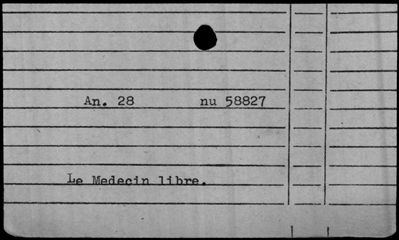 An. 28 nu 58827
Le Medecin libre.